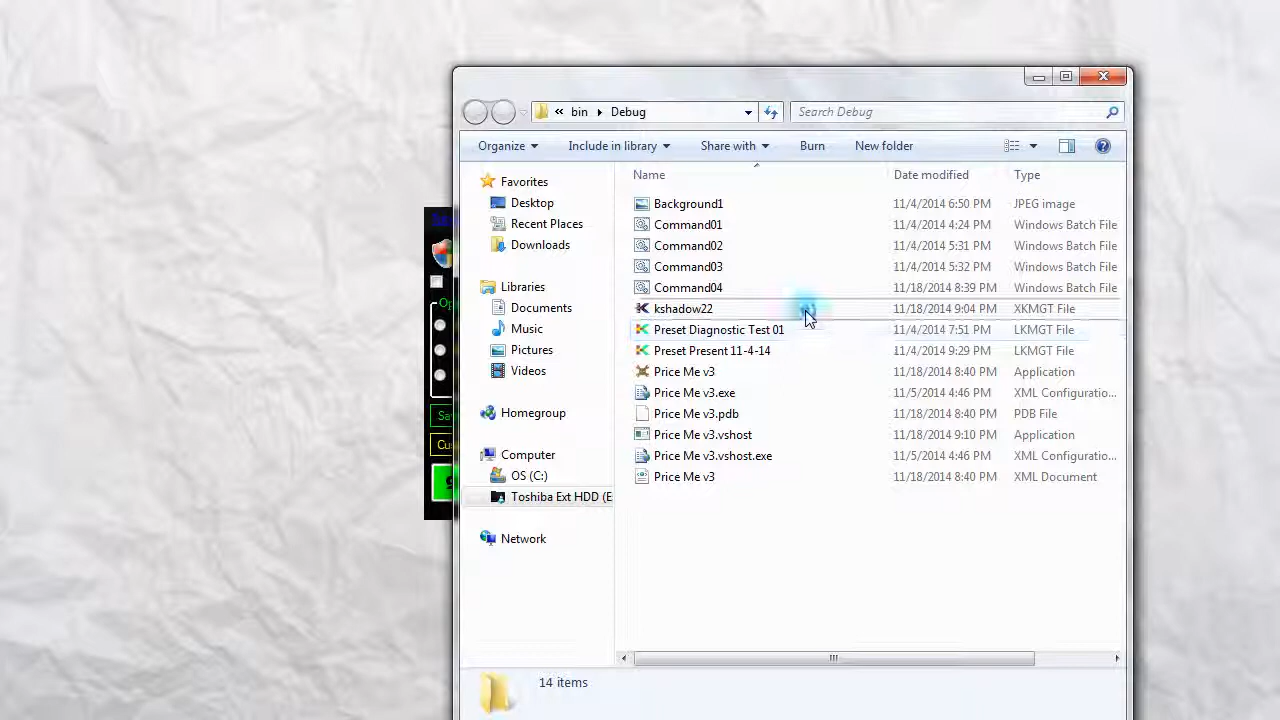 « bin Debug
Search Debug
Organize Include in library Share with Burn New folder
Name Date modified Type
Favorites
Desktop
Recent Places
Downloads
Libraries
Documents
Music
Pictures
Videos
Homegroup
Computer
OS (C:)
Toshiba Ext HDD (E
Network
Background1 11/4/2014 6:50 PM JPEG image
Command01 11/4/2014 4:24 PM Windows Batch File
Command02 11/4/2014 5:31 PM Windows Batch File
Command03 11/4/2014 5:32 PM Windows Batch File
Command04 11/18/2014 8:39 PM Windows Batch File
kshadow22 11/18/2014 9:04 PM XKMGT File
Preset Diagnostic Test 01 11/4/2014 7:51 PM LKMGT File
Preset Present 11-4-14 11/4/2014 9:29 PM LKMGT File
Price Me v3 11/18/2014 8:40 PM Application
Price Me v3.exe 11/5/2014 4:46 PM XML Configuratio...
Price Me v3.pdb 11/18/2014 8:40 PM PDB File
Price Me v3.vshost 11/18/2014 9:10 PM Application
Price Me v3.vshost.exe 11/5/2014 4:46 PM XML Configuratio...
Price Me v3 11/18/2014 8:40 PM XML Document
14 items